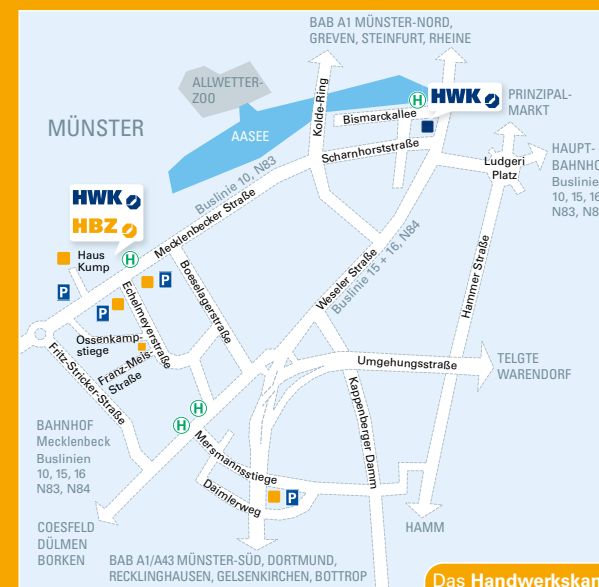 BAB A1 MÜNSTER-NORD,
GREVEN, STEINFURT, RHEINE
ALLWETTER-
ZOO
Kolde-Ring
H
HWK
PRINZIPAL-
MARKT
Bismarckallee
MÜNSTER
AASEE
Scharnhorststraße
Ludgeri
Platz
HAUPT-
Buslinie
10, 15, 16
N83,
Buslinie 10, N83
Mecklenbecker Straße
HWK
HBZ
Haus
Kump
H
P
P
P
Echelmeyerstraße
Boeselagerstraße
Weseler Straße
Buslinie 15 + 16, N84
Hammer Straße
Ossenkamp-
stiege
Franz-Meis-
Straße
Fritz-Stricker-Straße
Umgehungsstraße
TELGTE
WARENDORF
Kappenberger Damm
H
H
BAHNHOF
Mecklenbeck
Buslinien
10, 15, 16
N83, N84
Mersmannsstiege
Daimlerweg
P
COESFELD
DÜLMEN
BORKEN
HAMM
BAB A1/A43 MÜNSTER-SÜD, DORTMUND,
RECKLINGHAUSEN, GELSENKIRCHEN, BOTTROP
Das Handwerkskan